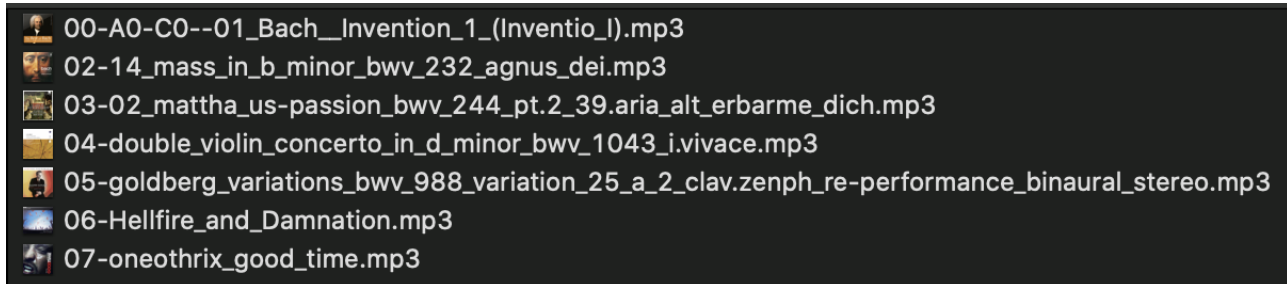 00-A0-C0--01_Bach__Invention_1_(Inventio_I).mp3
02-14_mass_in_b_minor_bwv_232_agnus_dei.mp3
03-02_mattha_us-passion_bwv_244_pt.2_39.aria_alt_erbarme_dich.mp3
04-double_violin_concerto_in_d_minor_bwv_1043_i.vivace.mp3
05-goldberg_variations_bwv_988_variation_25_a_2_clav.zenph_re-performance_binaural_stereo.mp3
06-Hellfire_and_Damnation.mp3
07-oneothrix_good_time.mp3